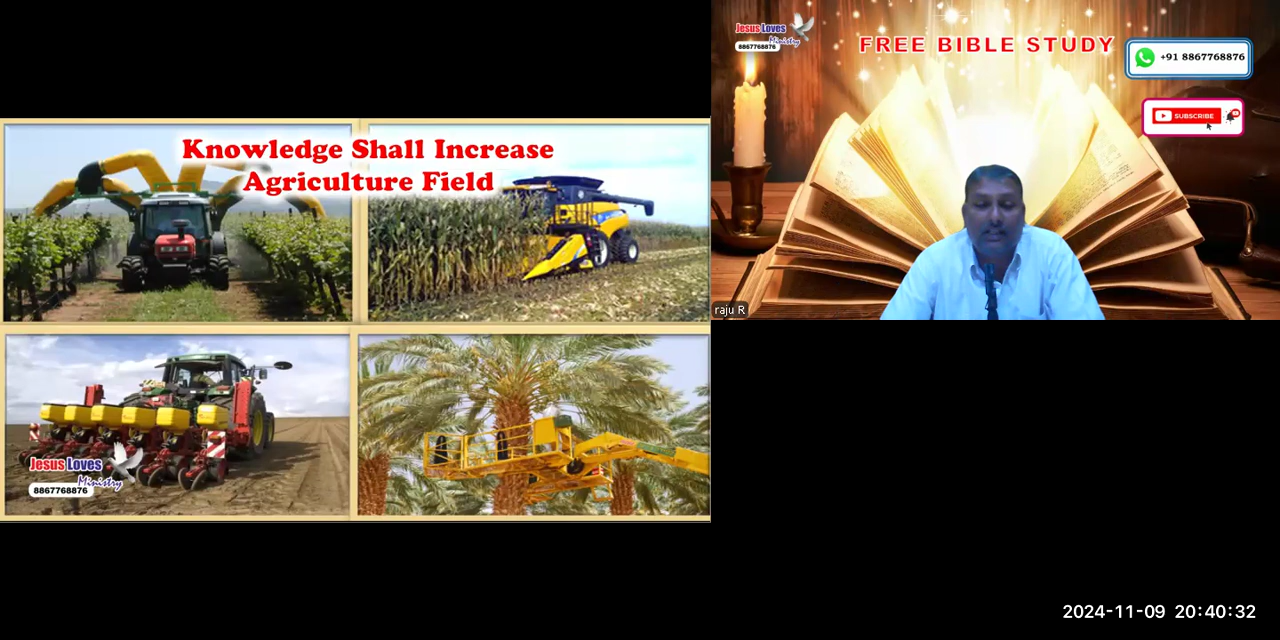 Knowledge Shall Increase
Agriculture Field
Jesus Loves
Ministry
8867768876
Jesus Loves
Ministry
8867768876
FREE BIBLE STUDY
+91 8867768876
SUBSCRIBE
raju R
2024-11-09 20:40:32